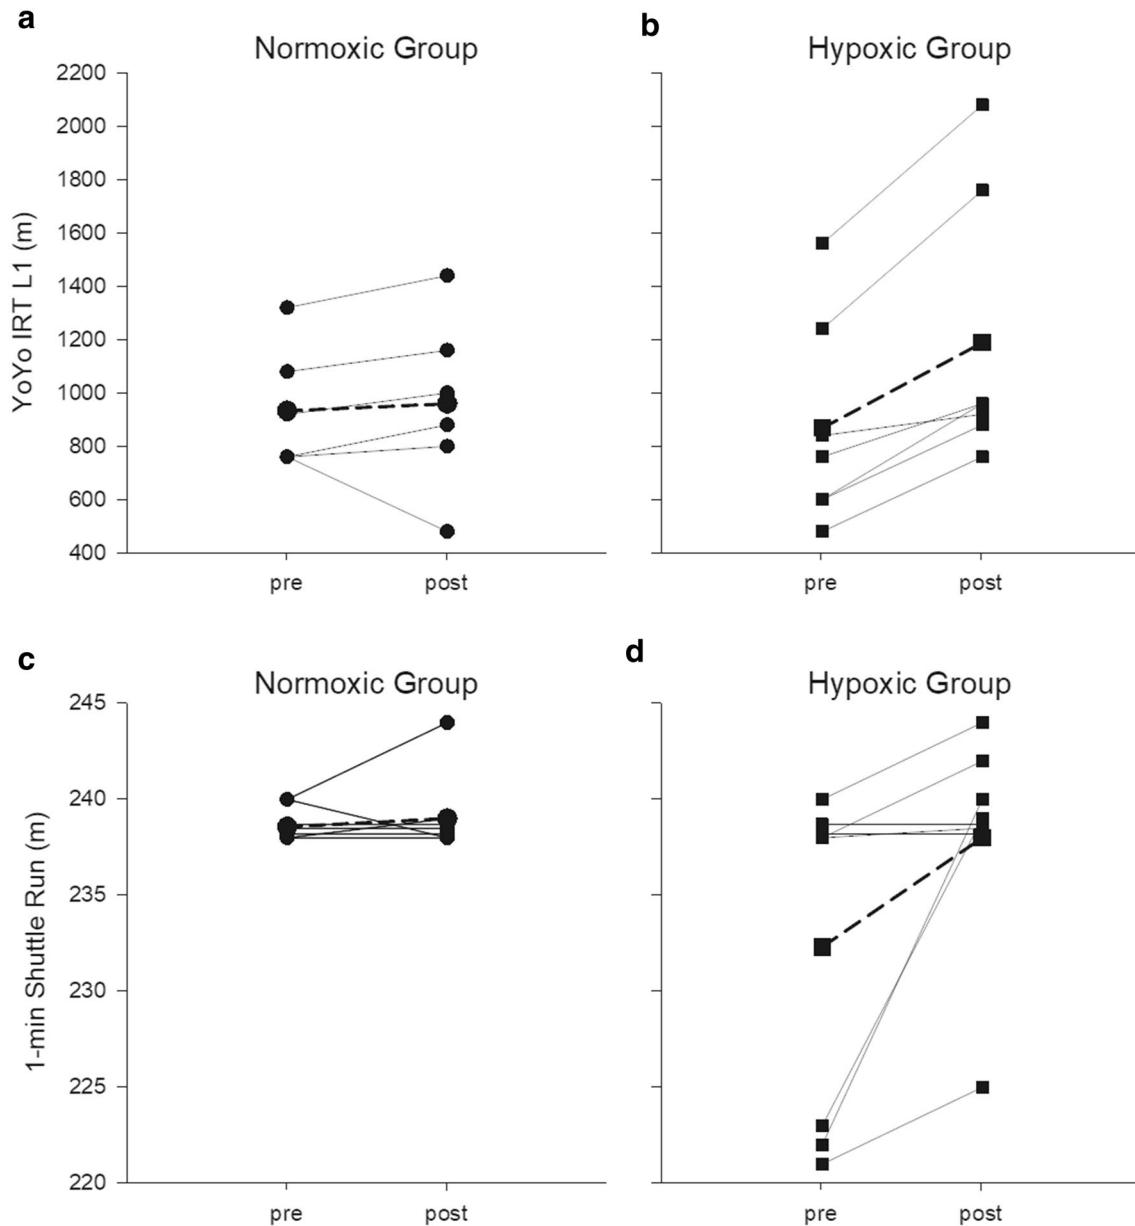 a
b
Normoxic Group
Hypoxic Group
YoYo IRT L1 (m)
2200
2000
1800
1600
1400
1200
1000
800
600
400
pre
post
pre
post
c
d
Normoxic Group
Hypoxic Group
1-min Shuttle Run (m)
245
240
235
230
225
220
pre
post
pre
post